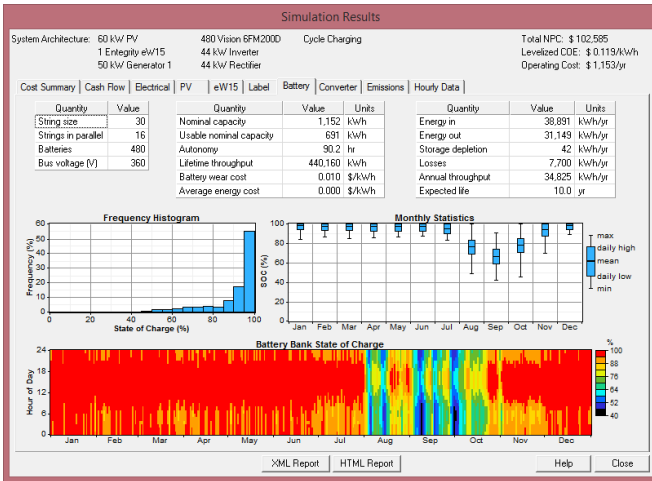 Simulation Results
System Architecture: 60 kW PV 480 Vision 6FM200D Cycle Charging Total NPC: $ 102,585
1 Entegrity eW15 44 kW Inverter Levelized COE: $ 0.119/kWh
50 kW Generator 1 44 kW Rectifier Operating Cost: $ 1,153/yr
Cost Summary Cash Flow Electrical PV eW15 Label Battery Converter Emissions Hourly Data
Quantity Value Quantity Value Units Quantity Value Units
String size 30 Nominal capacity 1,152 kWh Energy in 38,891 kWh/yr
Strings in parallel 16 Usable nominal capacity 691 kWh Energy out 31,149 kWh/yr
Batteries 480 Autonomy 90.2 hr Storage depletion 42 kWh/yr
Bus voltage (V) 360 Lifetime throughput 440,160 kWh Losses 7,700 kWh/yr
Battery wear cost 0.010 $/kWh Annual throughput 34,825 kWh/yr
Average energy cost 0.000 $/kWh Expected life 10.0 yr
Frequency Histogram
Frequency (%)
60
50
40
30
20
10
0
0 20 40 60 80 100
State of Charge (%)
Monthly Statistics
SOC (%)
100
80
60
40
20
0
Jan Feb Mar Apr May Jun Jul Aug Sep Oct Nov Dec
max
daily high
mean
daily low
min
Battery Bank State of Charge
Hour of Day
24
18
12
6
0
Jan Feb Mar Apr May Jun Jul Aug Sep Oct Nov Dec
%
100
88
76
64
52
40
XML Report HTML Report Help Close